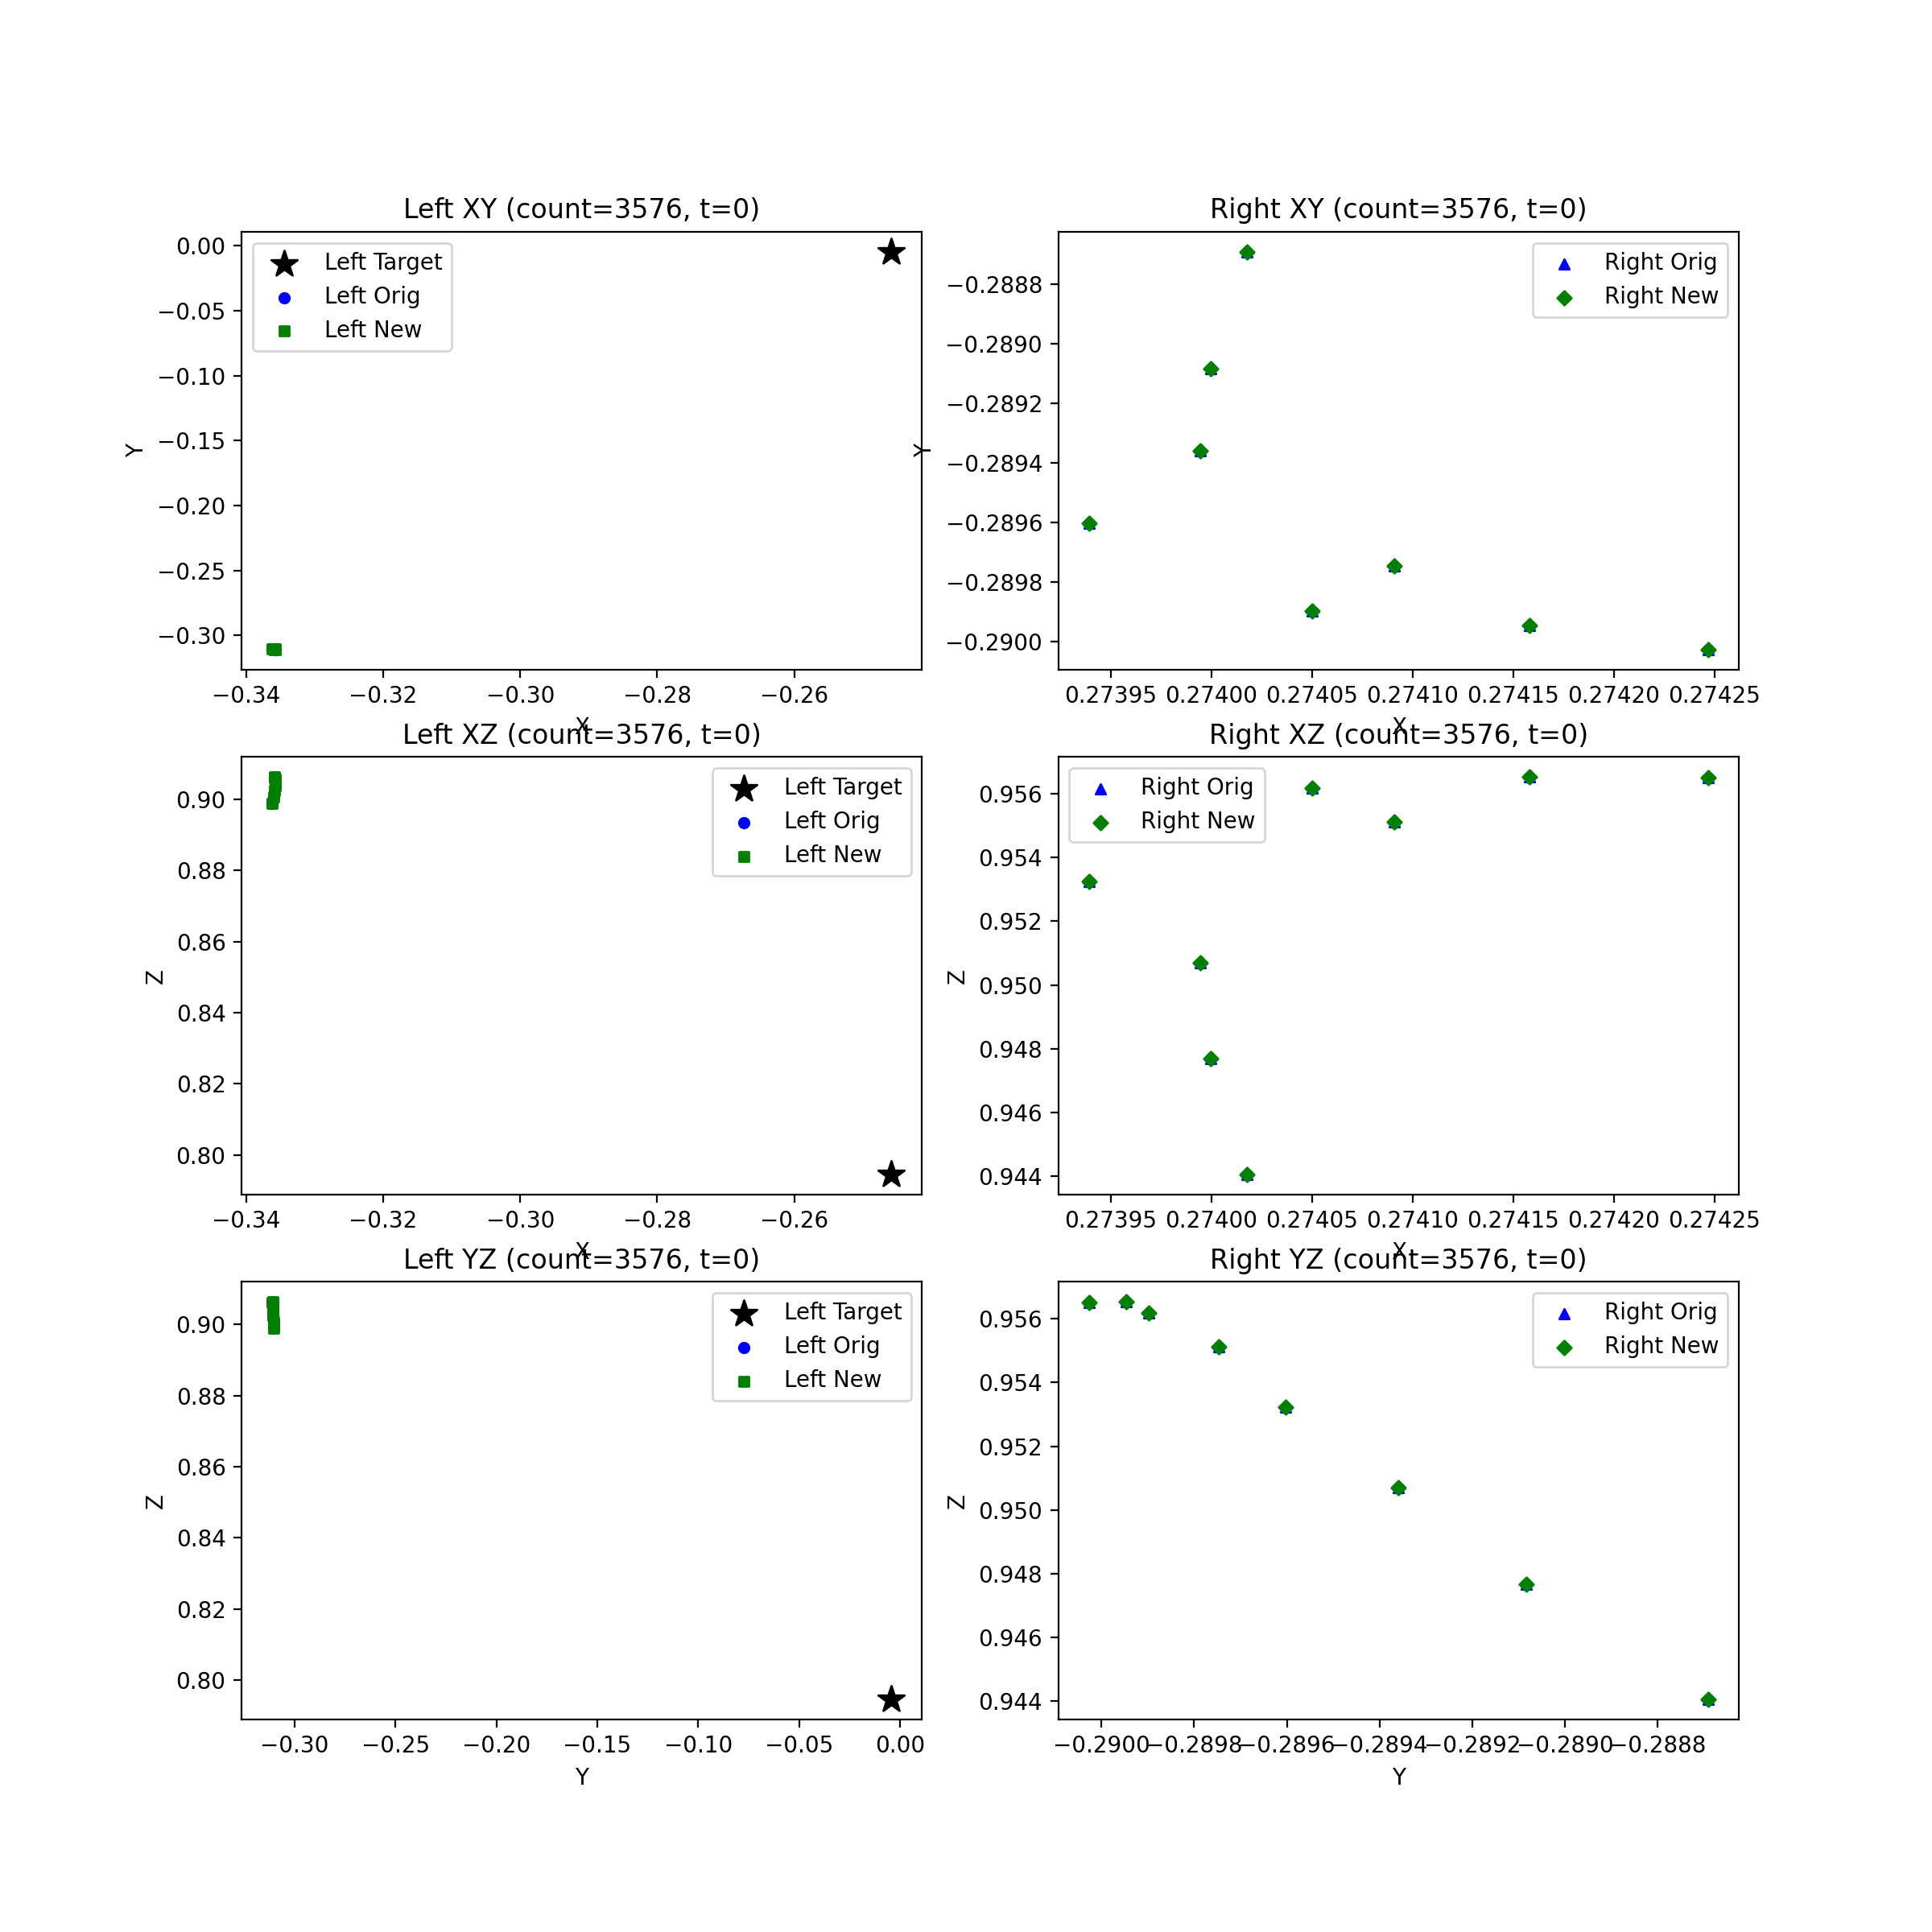 Left XY (count=3576, t=0)
0.00
−0.05
−0.10
−0.15
−0.20
−0.25
−0.30
Y
Left Target
Left Orig
Left New
−0.34 −0.32 −0.30 −0.28 −0.26
X
Right XY (count=3576, t=0)
−0.2888
−0.2890
−0.2892
−0.2894
−0.2896
−0.2898
−0.2900
Y
Right Orig
Right New
0.27395 0.27400 0.27405 0.27410 0.27415 0.27420 0.27425
X
Left XZ (count=3576, t=0)
0.90
0.88
0.86
0.84
0.82
0.80
Z
Left Target
Left Orig
Left New
−0.34 −0.32 −0.30 −0.28 −0.26
X
Right XZ (count=3576, t=0)
0.956
0.954
0.952
0.950
0.948
0.946
0.944
Z
Right Orig
Right New
0.27395 0.27400 0.27405 0.27410 0.27415 0.27420 0.27425
X
Left YZ (count=3576, t=0)
0.90
0.88
0.86
0.84
0.82
0.80
Z
Left Target
Left Orig
Left New
−0.30 −0.25 −0.20 −0.15 −0.10 −0.05 0.00
Y
Right YZ (count=3576, t=0)
0.956
0.954
0.952
0.950
0.948
0.946
0.944
Z
Right Orig
Right New
−0.2900 −0.2898 −0.2896 −0.2894 −0.2892 −0.2890 −0.2888
Y